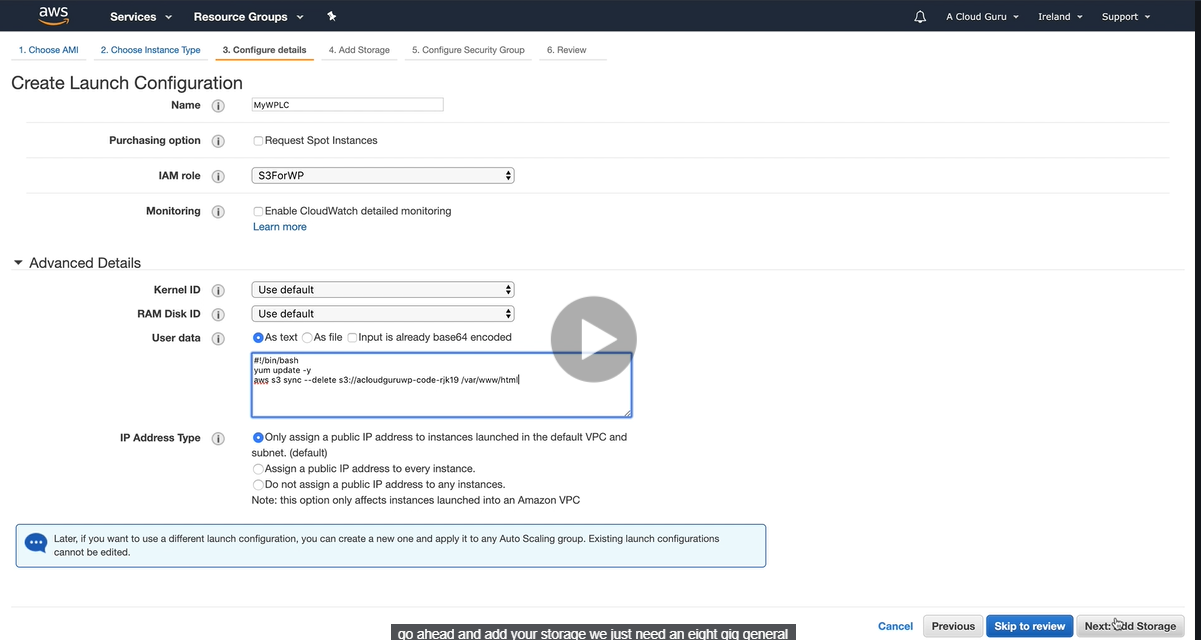 aws Services Resource Groups A Cloud Guru Ireland Support
1. Choose AMI 2. Choose Instance Type 3. Configure details 4. Add Storage 5. Configure Security Group 6. Review
Create Launch Configuration
Name i MyWPLC
Purchasing option i Request Spot Instances
IAM role i S3ForWP
Monitoring i Enable CloudWatch detailed monitoring
Learn more
Advanced Details
Kernel ID i Use default
RAM Disk ID i Use default
User data i As text As file Input is already base64 encoded
#!/bin/bash
yum update -y
aws s3 sync --delete s3://acloudguruwp-code-rjk19 /var/www/html
IP Address Type i Only assign a public IP address to instances launched in the default VPC and
subnet. (default)
Assign a public IP address to every instance.
Do not assign a public IP address to any instances.
Note: this option only affects instances launched into an Amazon VPC
Later, if you want to use a different launch configuration, you can create a new one and apply it to any Auto Scaling group. Existing launch configurations
cannot be edited.
Cancel Previous Skip to review Next: Add Storage
go ahead and add your storage we just need an eight gig general